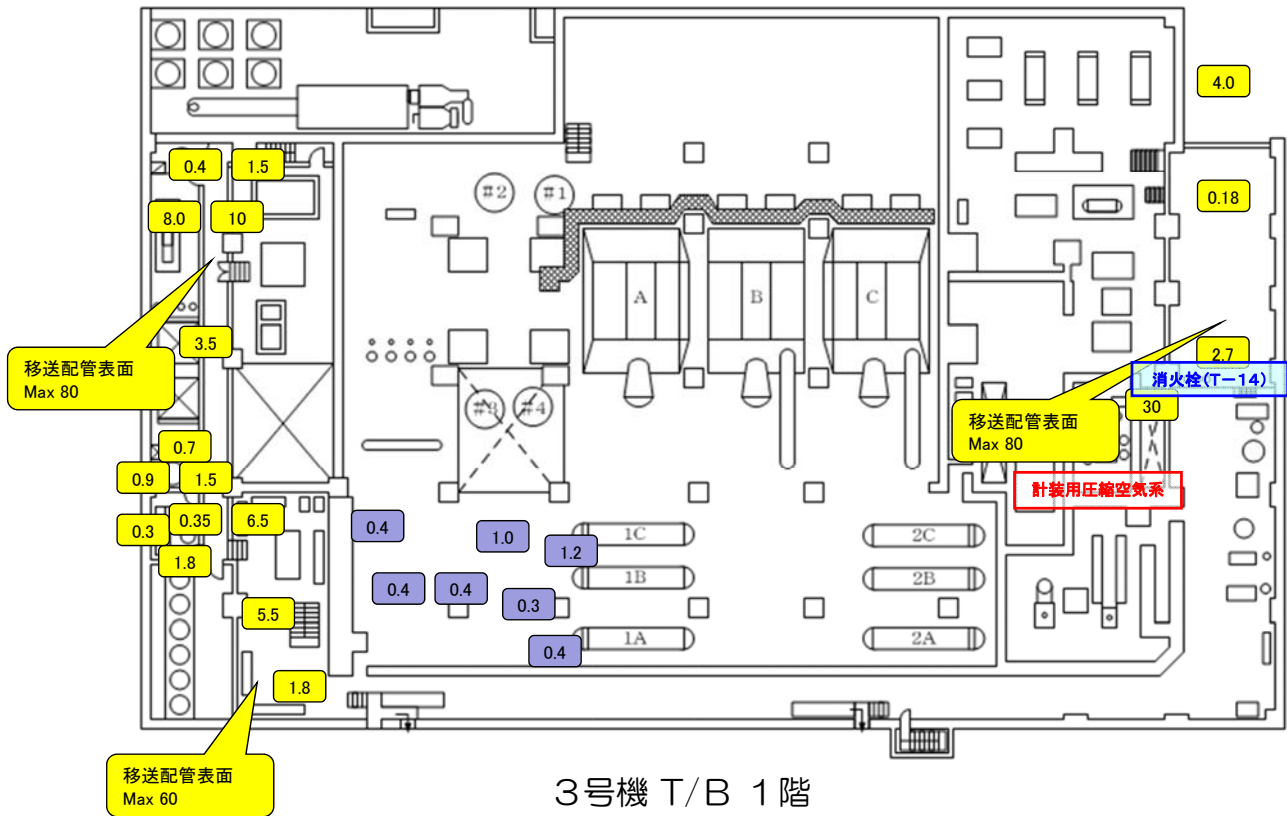 4.0
0.4
1.5
#2
#1
0.18
8.0
10
A
B
C
3.5
2.7
移送配管表面
Max 80
消火栓(T－14)
30
#3
#4
移送配管表面
Max 80
0.7
0.9
1.5
計装用圧縮空気系
0.3
0.35
6.5
0.4
1.0
1C
2C
1.2
1.8
1B
2B
0.4
0.4
0.3
5.5
1A
2A
0.4
1.8
移送配管表面
Max 60
３号機 T/B １階